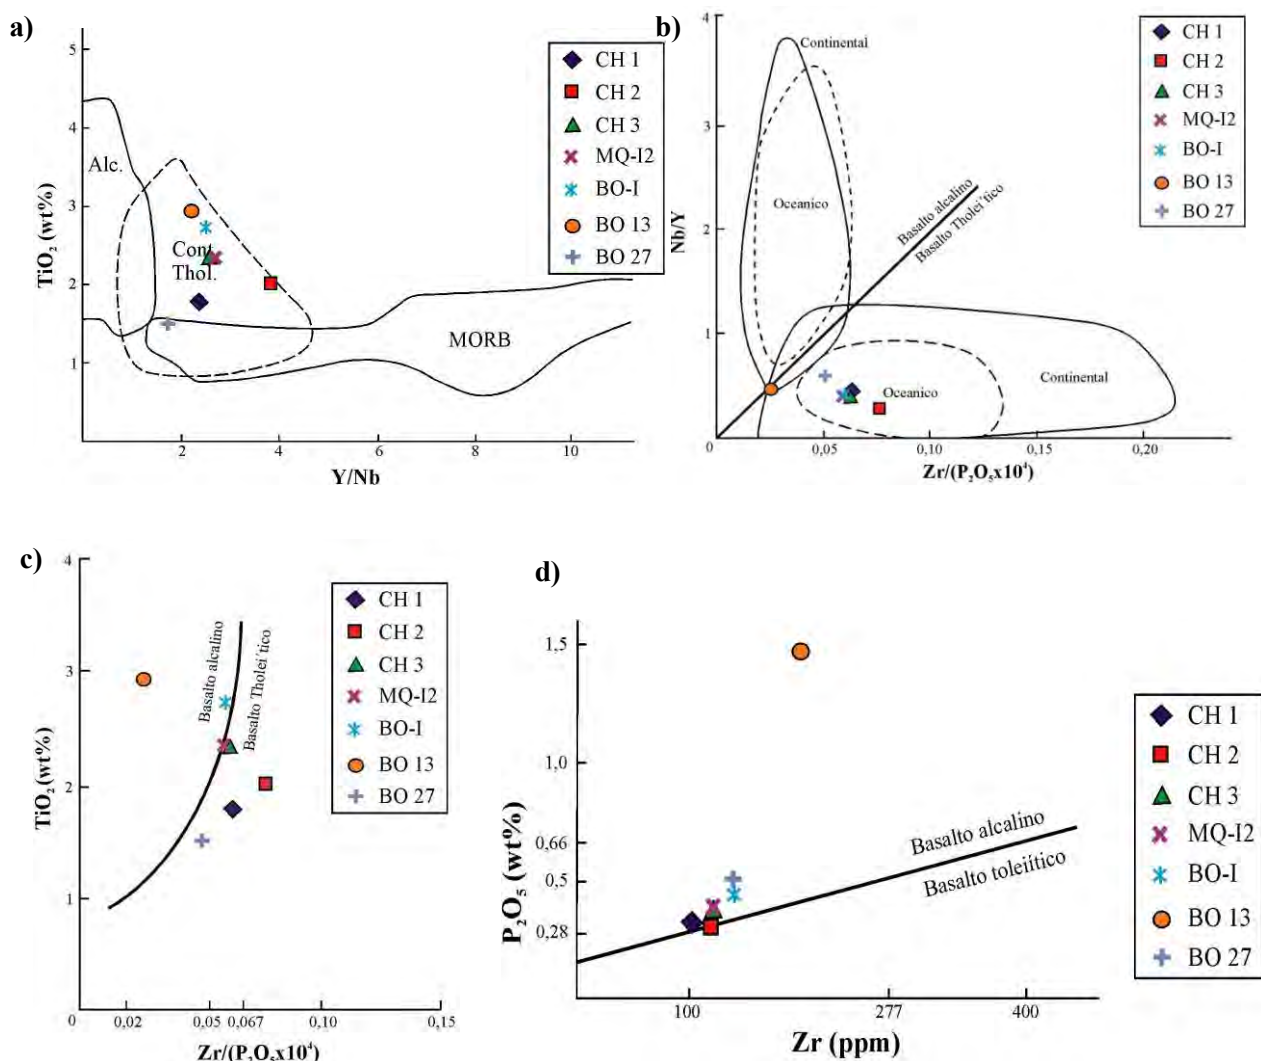 a)
TiO₂ (wt%)
5
4
3
2
1
2
4
6
8
10
Y/Nb
Alc.
Cont.
Thol.
MORB
CH 1
CH 2
CH 3
MQ-I2
BO-I
BO 13
BO 27
b)
Nb/Y
4
3
2
1
0
0,05
0,10
0,15
0,20
Zr/(P₂O₅x10⁴)
Continental
Oceanico
Basalto alcalino
Basalto Tholeí´tico
Oceanico
Continental
CH 1
CH 2
CH 3
MQ-I2
BO-I
BO 13
BO 27
c)
TiO₂ (wt%)
4
3
2
1
0
0,02
0,05
0,067
0,10
0,15
Zr/(P₂O₅x10⁴)
Basalto alcalino
Basalto Tholeí´tico
CH 1
CH 2
CH 3
MQ-I2
BO-I
BO 13
BO 27
d)
P₂O₅ (wt%)
1,5
1,0
0,66
0,5
0,28
100
277
400
Zr (ppm)
Basalto alcalino
Basalto toleiítico
CH 1
CH 2
CH 3
MQ-I2
BO-I
BO 13
BO 27